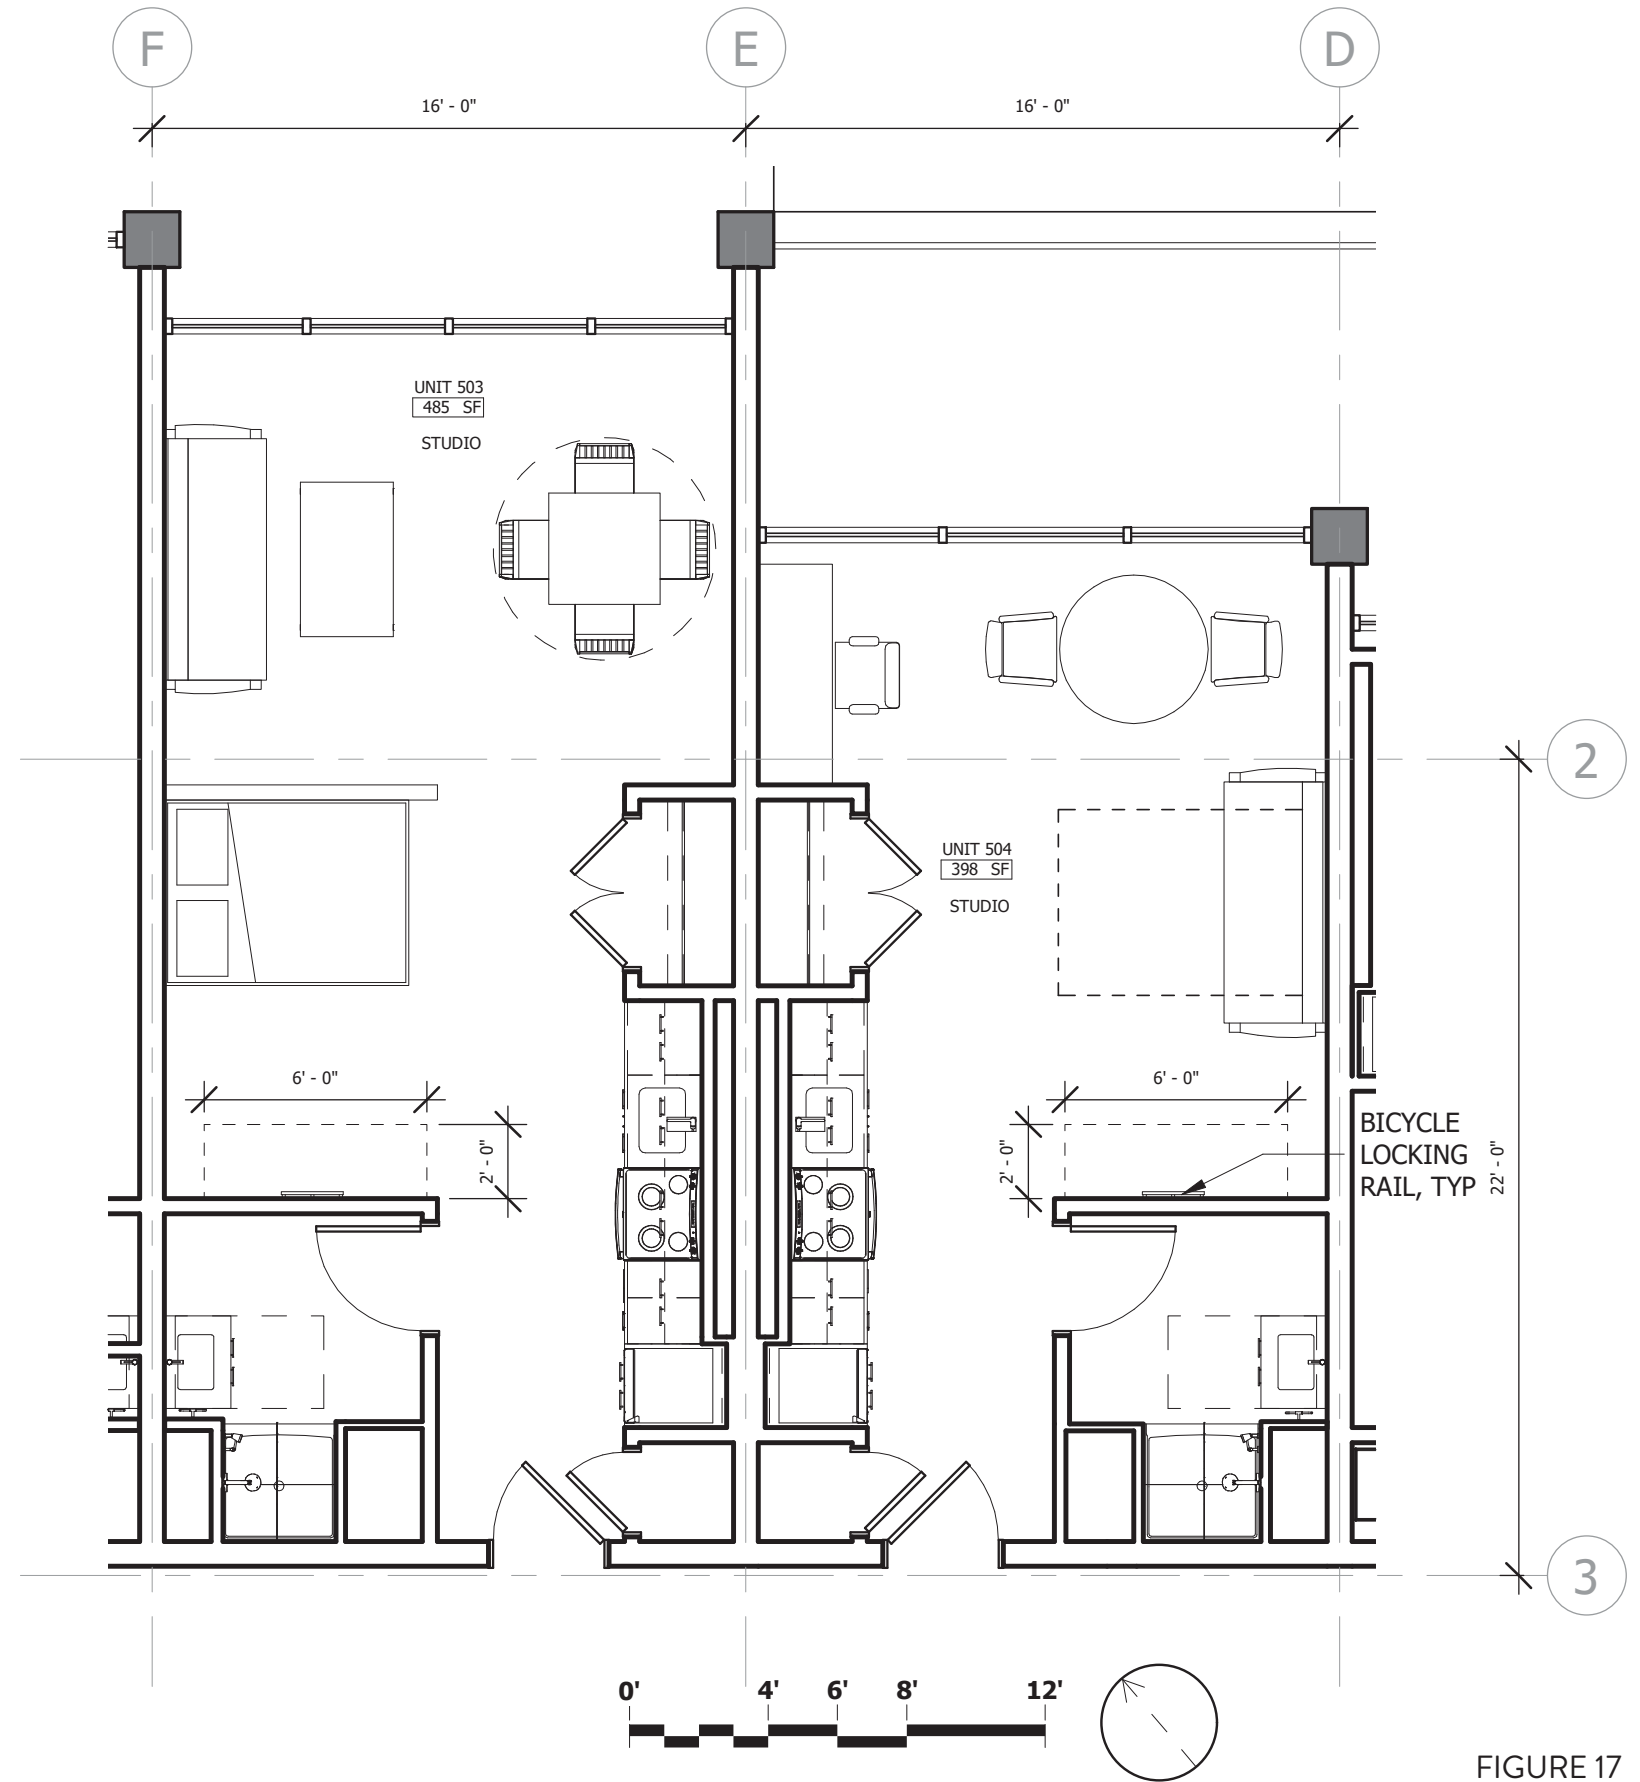 F
E
D
16' - 0"
16' - 0"
UNIT 503
485 SF
STUDIO
2
UNIT 504
398 SF
STUDIO
6' - 0"
6' - 0"
2' - 0"
2' - 0"
BICYCLE
LOCKING
RAIL, TYP
22' - 0"
3
0' 4' 6' 8' 12'
FIGURE 17